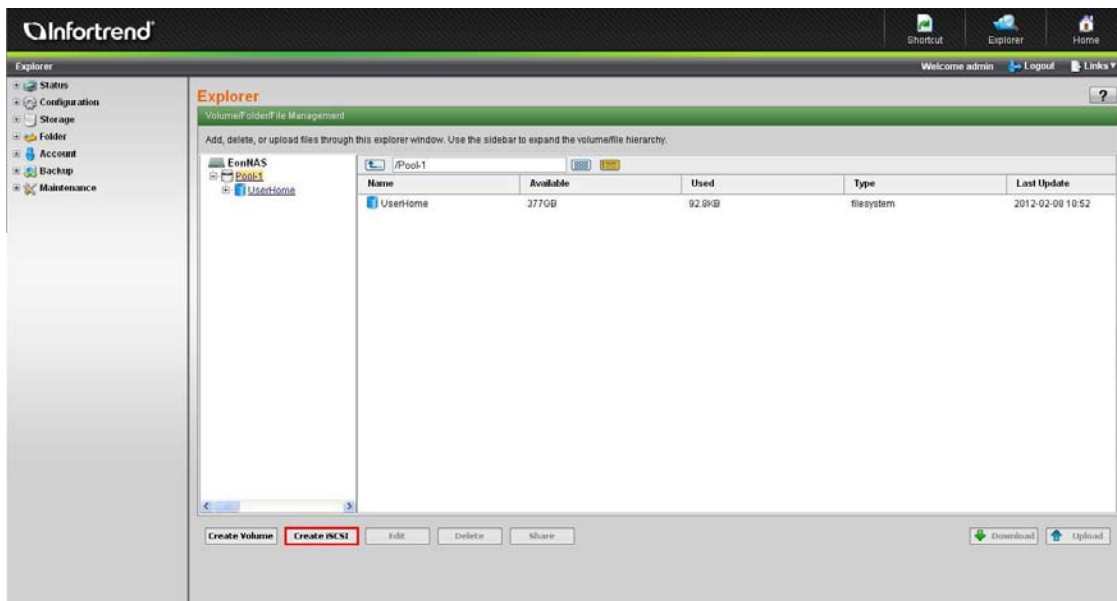 Infortrend
Shortcut
Explorer
Home
Explorer
Welcome admin
Logout
Links
Status
Configuration
Storage
Folder
Account
Backup
Maintenance
Explorer
?
Volume/Folder/File Management
Add, delete, or upload files through this explorer window. Use the sidebar to expand the volume/file hierarchy.
EonNAS
Pool-1
UserHome
/Pool-1
Name Available Used Type Last Update
UserHome 377GB 92.9KB filesystem 2012-02-08 10:52
Create Volume Create iSCSI Edit Delete Share Download Upload